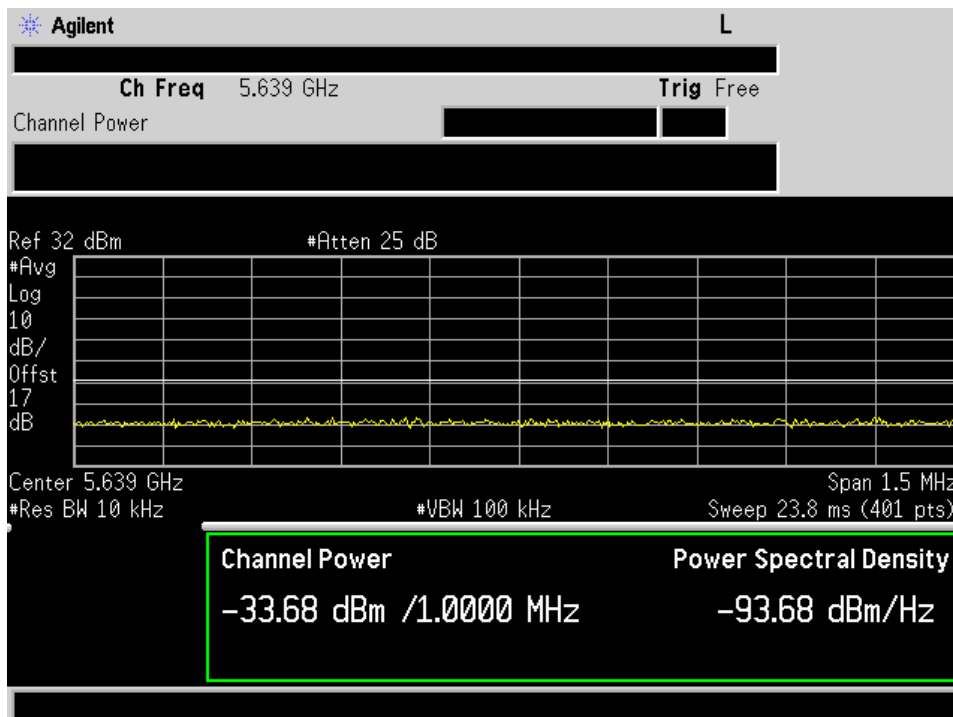 Agilent L
Ch Freq 5.639 GHz Trig Free
Channel Power
Ref 32 dBm #Atten 25 dB
#Avg
Log
10
dB/
Offst
17
dB
Center 5.639 GHz Span 1.5 MHz
#Res BW 10 kHz #VBW 100 kHz Sweep 23.8 ms (401 pts)
Channel Power Power Spectral Density
-33.68 dBm /1.0000 MHz -93.68 dBm/Hz